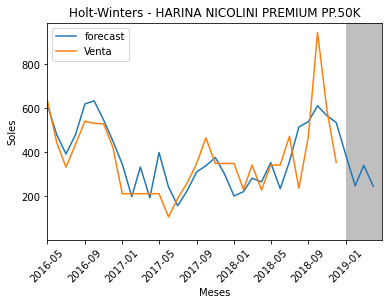 Holt-Winters - HARINA NICOLINI PREMIUM PP.50K
forecast
Venta
Soles
800
600
400
200
2016-05
2016-09
2017-01
2017-05
2017-09
2018-01
2018-05
2018-09
2019-01
Meses